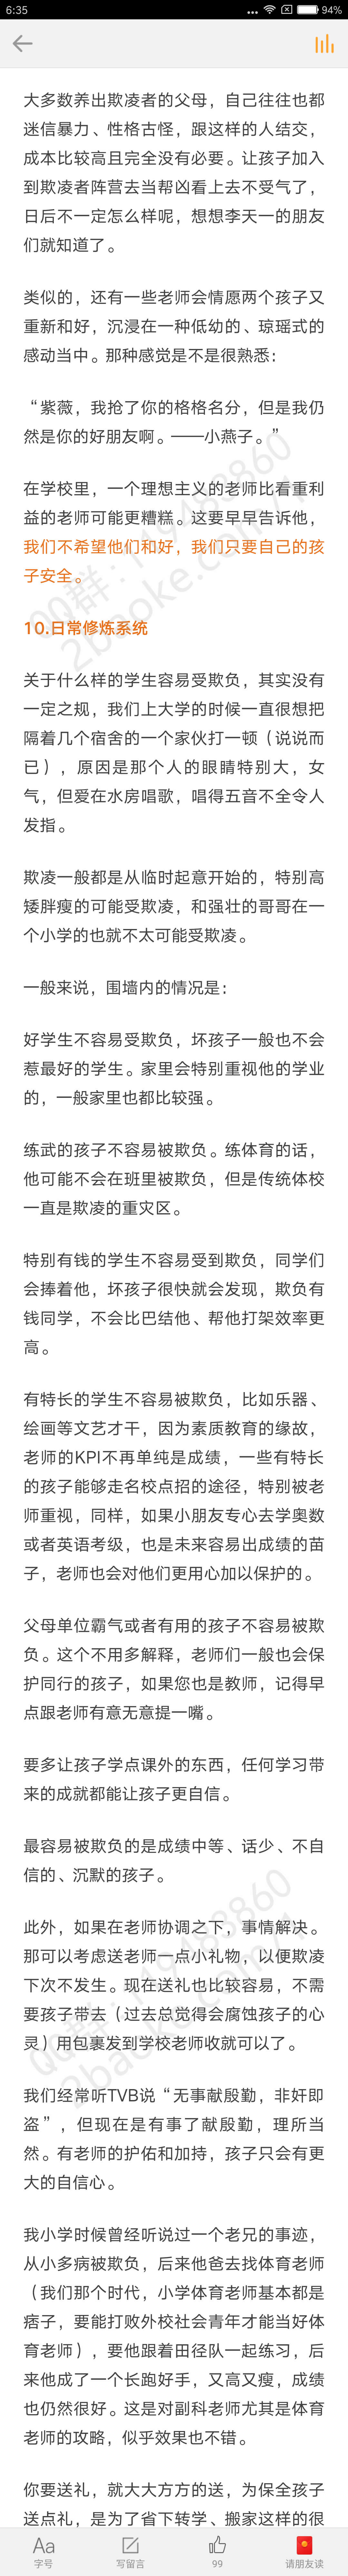 6:35
94%
大多数养出欺凌者的父母，自己往往也都
迷信暴力、性格古怪，跟这样的人结交，
成本比较高且完全没有必要。让孩子加入
到欺凌者阵营去当帮凶看上去不受气了，
日后不一定怎么样呢，想想李天一的朋友
们就知道了。
类似的，还有一些老师会情愿两个孩子又
重新和好，沉浸在一种低幼的、琼瑶式的
感动当中。那种感觉是不是很熟悉：
“紫薇，我抢了你的格格名分，但是我仍
然是你的好朋友啊。——小燕子。”
在学校里，一个理想主义的老师比看重利
益的老师可能更糟糕。这要早早告诉他，
我们不希望他们和好，我们只要自己的孩
子安全。
10.日常修炼系统
关于什么样的学生容易受欺负，其实没有
一定之规，我们上大学的时候一直很想把
隔着几个宿舍的一个家伙打一顿（说说而
已），原因是那个人的眼睛特别大，女
气，但爱在水房唱歌，唱得五音不全令人
发指。
欺凌一般都是从临时起意开始的，特别高
矮胖瘦的可能受欺凌，和强壮的哥哥在一
个小学的也就不太可能受欺凌。
一般来说，围墙内的情况是：
好学生不容易受欺负，坏孩子一般也不会
惹最好的学生。家里会特别重视他的学业
的，一般家里也都比较强。
练武的孩子不容易被欺负。练体育的话，
他可能不会在班里被欺负，但是传统体校
一直是欺凌的重灾区。
特别有钱的学生不容易受到欺负，同学们
会捧着他，坏孩子很快就会发现，欺负有
钱同学，不会比巴结他、帮他打架效率更
高。
有特长的学生不容易被欺负，比如乐器、
绘画等文艺才干，因为素质教育的缘故，
老师的KPI不再单纯是成绩，一些有特长
的孩子能够走名校点招的途径，特别被老
师重视，同样，如果小朋友专心去学奥数
或者英语考级，也是未来容易出成绩的苗
子，老师也会对他们更用心加以保护的。
父母单位霸气或者有用的孩子不容易被欺
负。这个不用多解释，老师们一般也会保
护同行的孩子，如果您也是教师，记得早
点跟老师有意无意提一嘴。
要多让孩子学点课外的东西，任何学习带
来的成就都能让孩子更自信。
最容易被欺负的是成绩中等、话少、不自
信的、沉默的孩子。
此外，如果在老师协调之下，事情解决。
那可以考虑送老师一点小礼物，以便欺凌
下次不发生。现在送礼也比较容易，不需
要孩子带去（过去总觉得会腐蚀孩子的心
灵）用包裹发到学校老师收就可以了。
我们经常听TVB说“无事献殷勤，非奸即
盗”，但现在是有事了献殷勤，理所当
然。有老师的护佑和加持，孩子只会有更
大的自信心。
我小学时候曾经听说过一个老兄的事迹，
从小多病被欺负，后来他爸去找体育老师
（我们那个时代，小学体育老师基本都是
痞子，要能打败外校社会青年才能当好体
育老师），要他跟着田径队一起练习，后
来他成了一个长跑好手，又高又瘦，成绩
也仍然很好。这是对副科老师尤其是体育
老师的攻略，似乎效果也不错。
你要送礼，就大大方方的送，为保全孩子
送点礼，是为了省下转学、搬家这样的很
Aa
字号
写留言
99
请朋友读